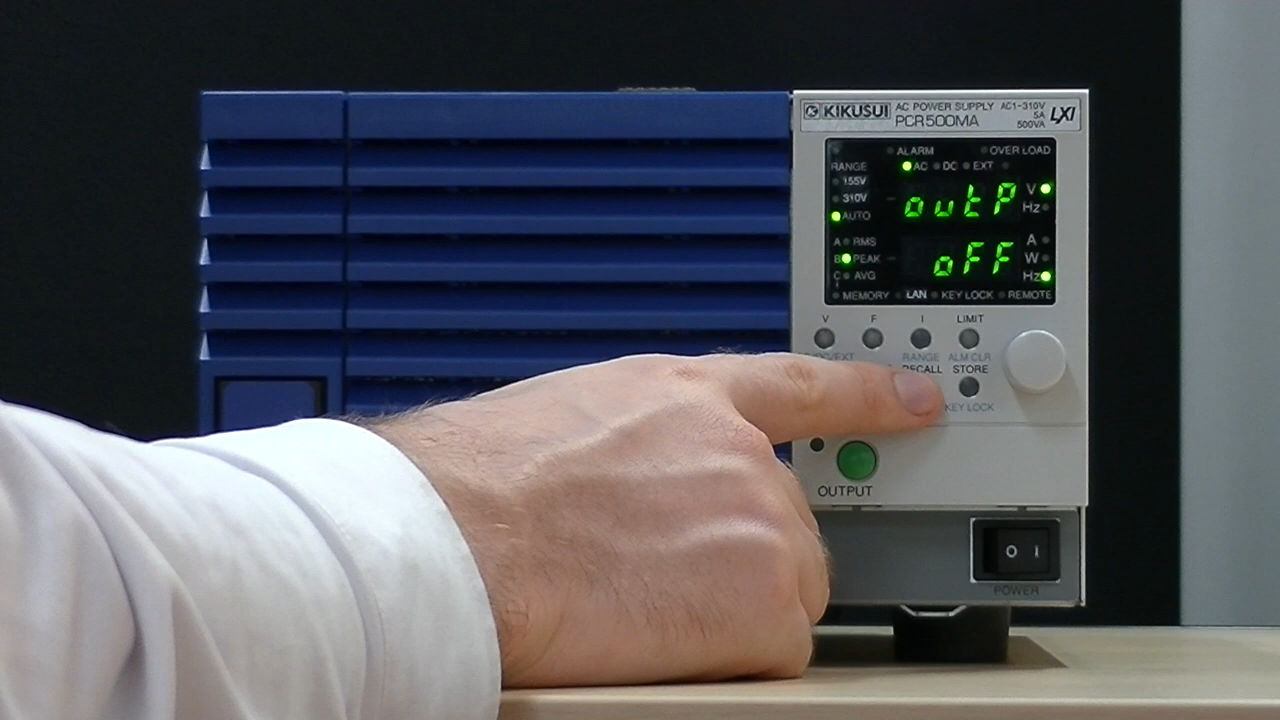 KIKUSUI AC POWER SUPPLY AC1-310V
PCR500MA 5A
500VA LXI
ALARM OVER LOAD
RANGE AC DC EXT
155V
310V outP V
AUTO Hz
A RMS A
B PEAK oFF W
C AVG Hz
MEMORY LAN KEY LOCK REMOTE
V F I LIMIT
DC/EXT RANGE ALM CLR
RECALL STORE
KEY LOCK
OUTPUT
O I
POWER